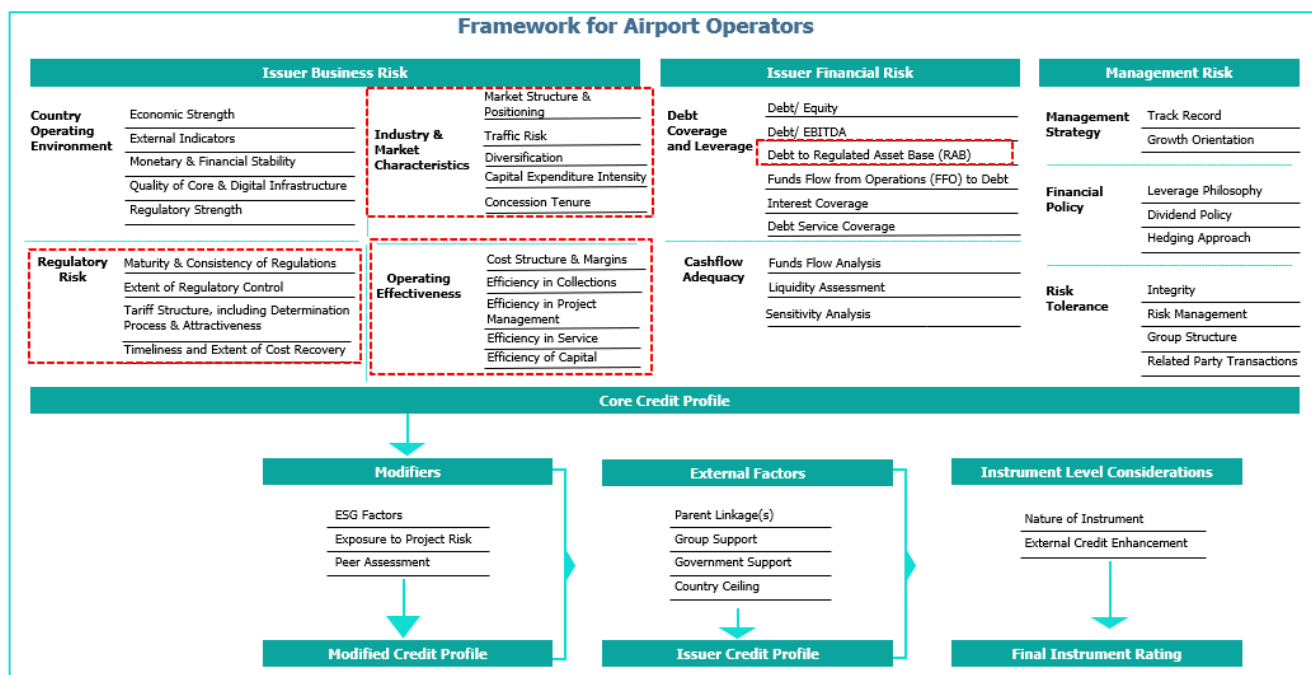 Framework for Airport Operators
Issuer Business Risk
Country
Operating
Environment
Economic Strength
External Indicators
Monetary & Financial Stability
Quality of Core & Digital Infrastructure
Regulatory Strength
Industry &
Market
Characteristics
Market Structure &
Positioning
Traffic Risk
Diversification
Capital Expenditure Intensity
Concession Tenure
Regulatory
Risk
Maturity & Consistency of Regulations
Extent of Regulatory Control
Tariff Structure, including Determination
Process & Attractiveness
Timeliness and Extent of Cost Recovery
Operating
Effectiveness
Cost Structure & Margins
Efficiency in Collections
Efficiency in Project
Management
Efficiency in Service
Efficiency of Capital
Issuer Financial Risk
Debt
Coverage
and Leverage
Debt/ Equity
Debt/ EBITDA
Debt to Regulated Asset Base (RAB)
Funds Flow from Operations (FFO) to Debt
Interest Coverage
Debt Service Coverage
Cashflow
Adequacy
Funds Flow Analysis
Liquidity Assessment
Sensitivity Analysis
Management Risk
Management
Strategy
Track Record
Growth Orientation
Financial
Policy
Leverage Philosophy
Dividend Policy
Hedging Approach
Risk
Tolerance
Integrity
Risk Management
Group Structure
Related Party Transactions
Core Credit Profile
Modifiers
ESG Factors
Exposure to Project Risk
Peer Assessment
Modified Credit Profile
External Factors
Parent Linkage(s)
Group Support
Government Support
Country Ceiling
Issuer Credit Profile
Instrument Level Considerations
Nature of Instrument
External Credit Enhancement
Final Instrument Rating